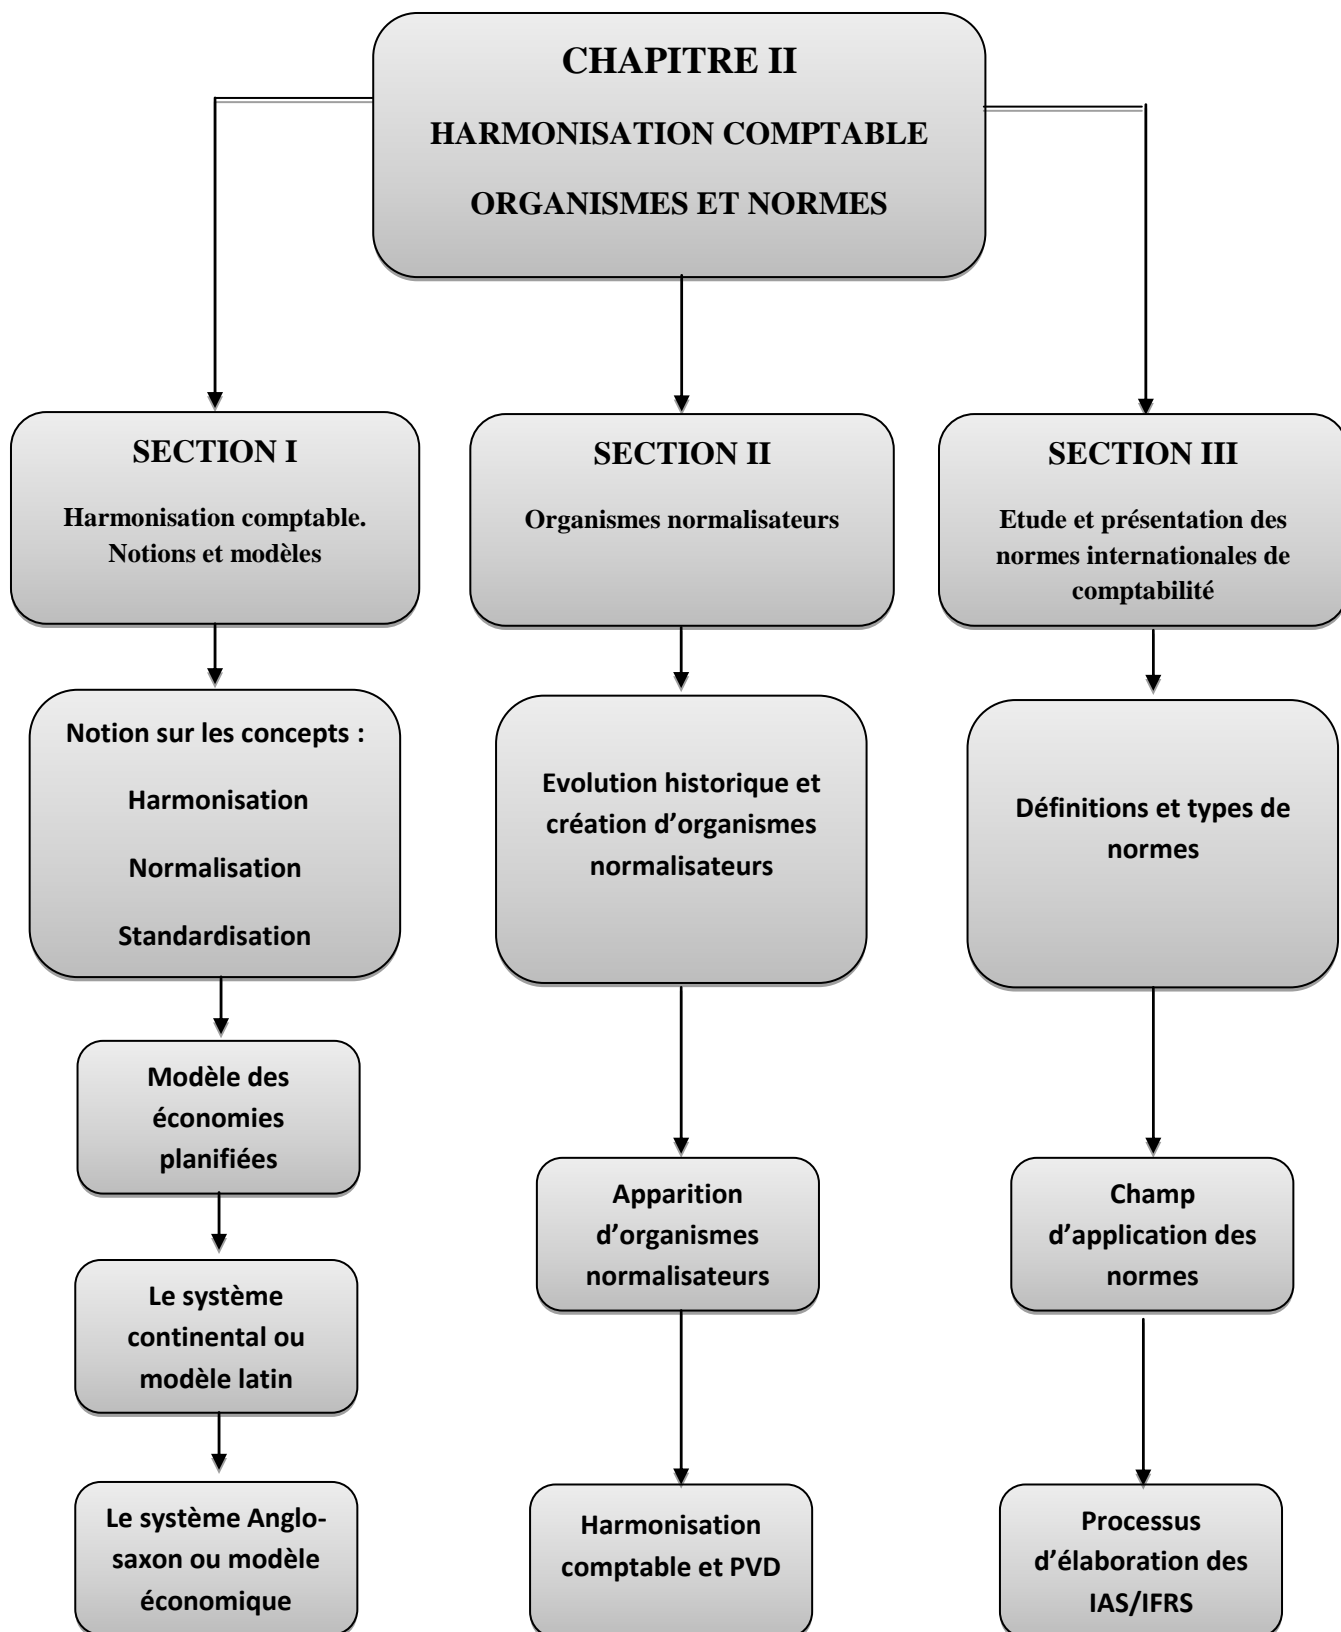 CHAPITRE II
HARMONISATION COMPTABLE
ORGANISMES ET NORMES
SECTION I
Harmonisation comptable.
Notions et modèles
Notion sur les concepts :
Harmonisation
Normalisation
Standardisation
Modèle des
économies
planifiées
Le système
continental ou
modèle latin
Le système Anglo-
saxon ou modèle
économique
SECTION II
Organismes normalisateurs
Evolution historique et
création d’organismes
normalisateurs
Apparition
d’organismes
normalisateurs
Harmonisation
comptable et PVD
SECTION III
Etude et présentation des
normes internationales de
comptabilité
Définitions et types de
normes
Champ
d’application des
normes
Processus
d’élaboration des
IAS/IFRS